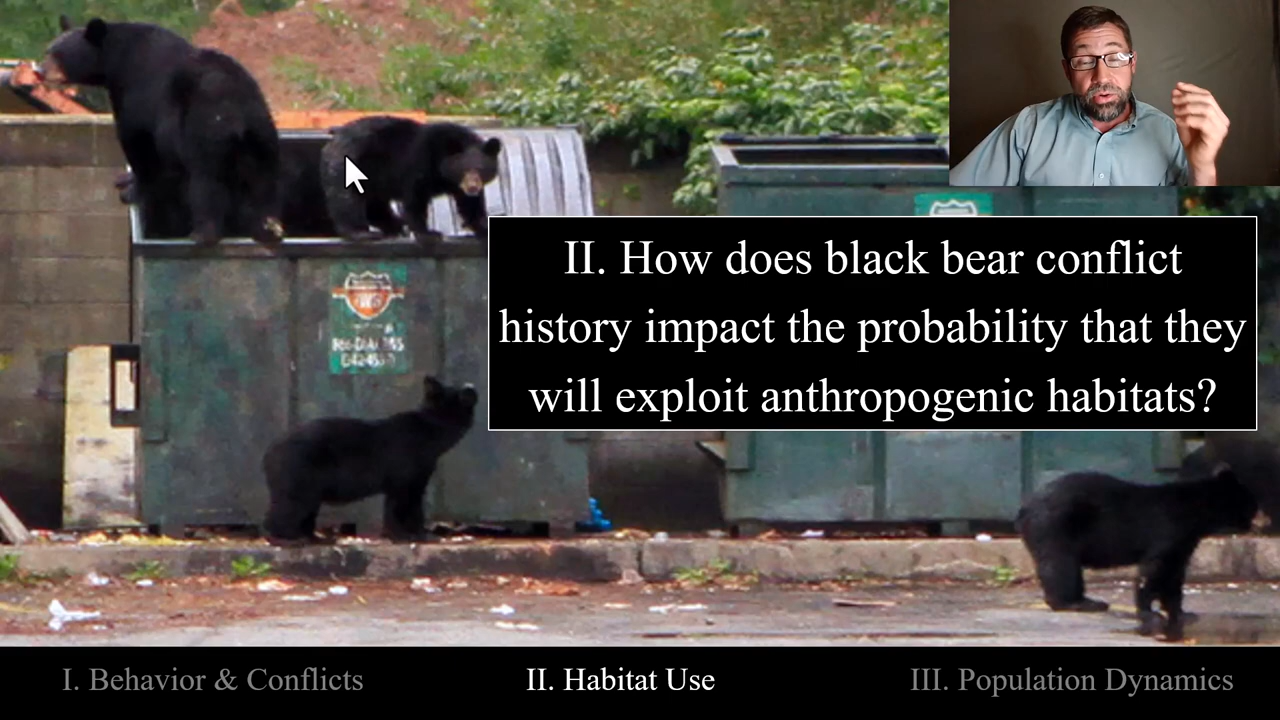 II. How does black bear conflict
history impact the probability that they
will exploit anthropogenic habitats?
I. Behavior & Conflicts
II. Habitat Use
III. Population Dynamics